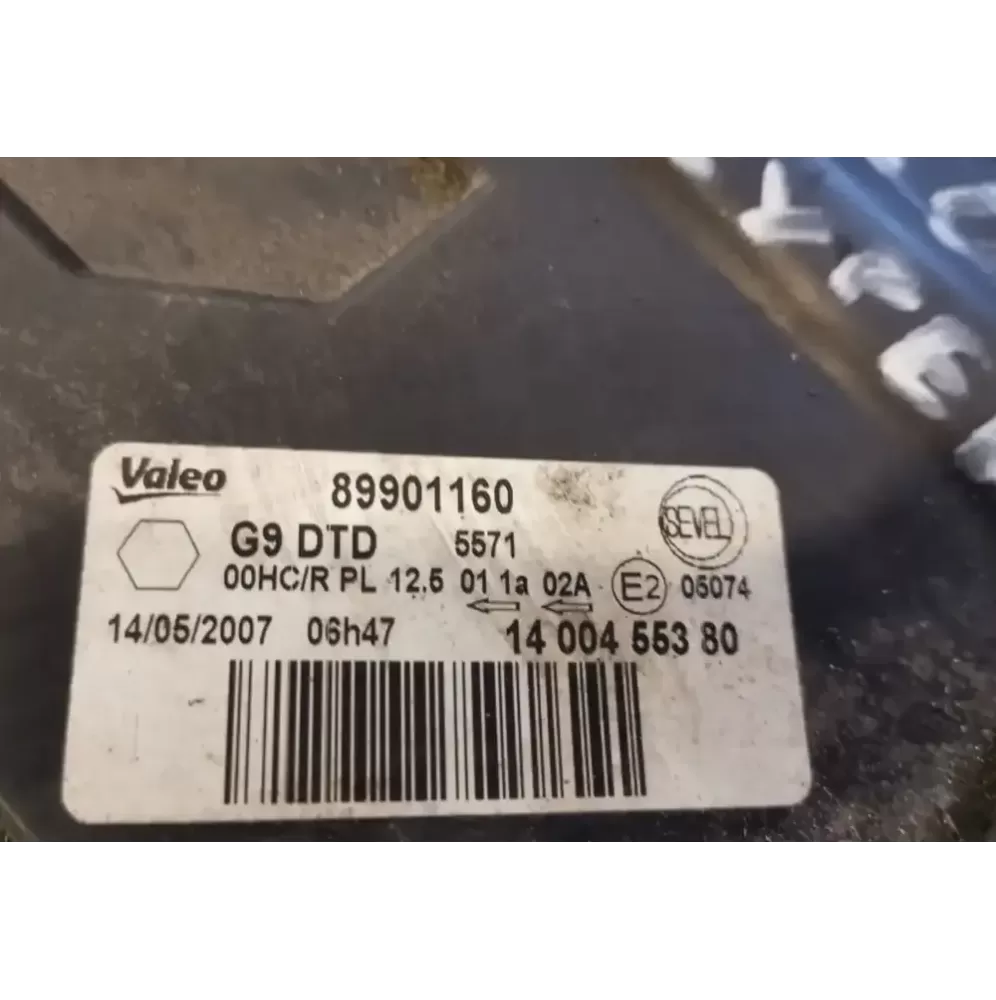 Valeo 89901160 SEVEL
G9 DTD 5571
00HC/R PL 12.5 01 1a 02A E2 05074
14/05/2007 06h47 14 004 553 80